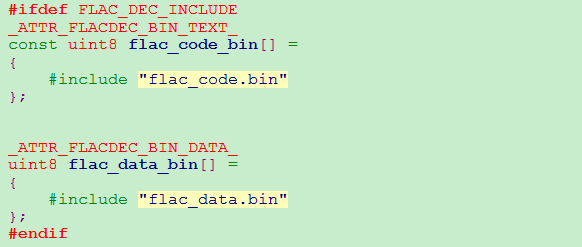 #ifdef FLAC_DEC_INCLUDE
_ATTR_FLACDEC_BIN_TEXT_
const uint8 flac_code_bin[] =
{
    #include "flac_code.bin"
};
_ATTR_FLACDEC_BIN_DATA_
uint8 flac_data_bin[] =
{
    #include "flac_data.bin"
};
#endif